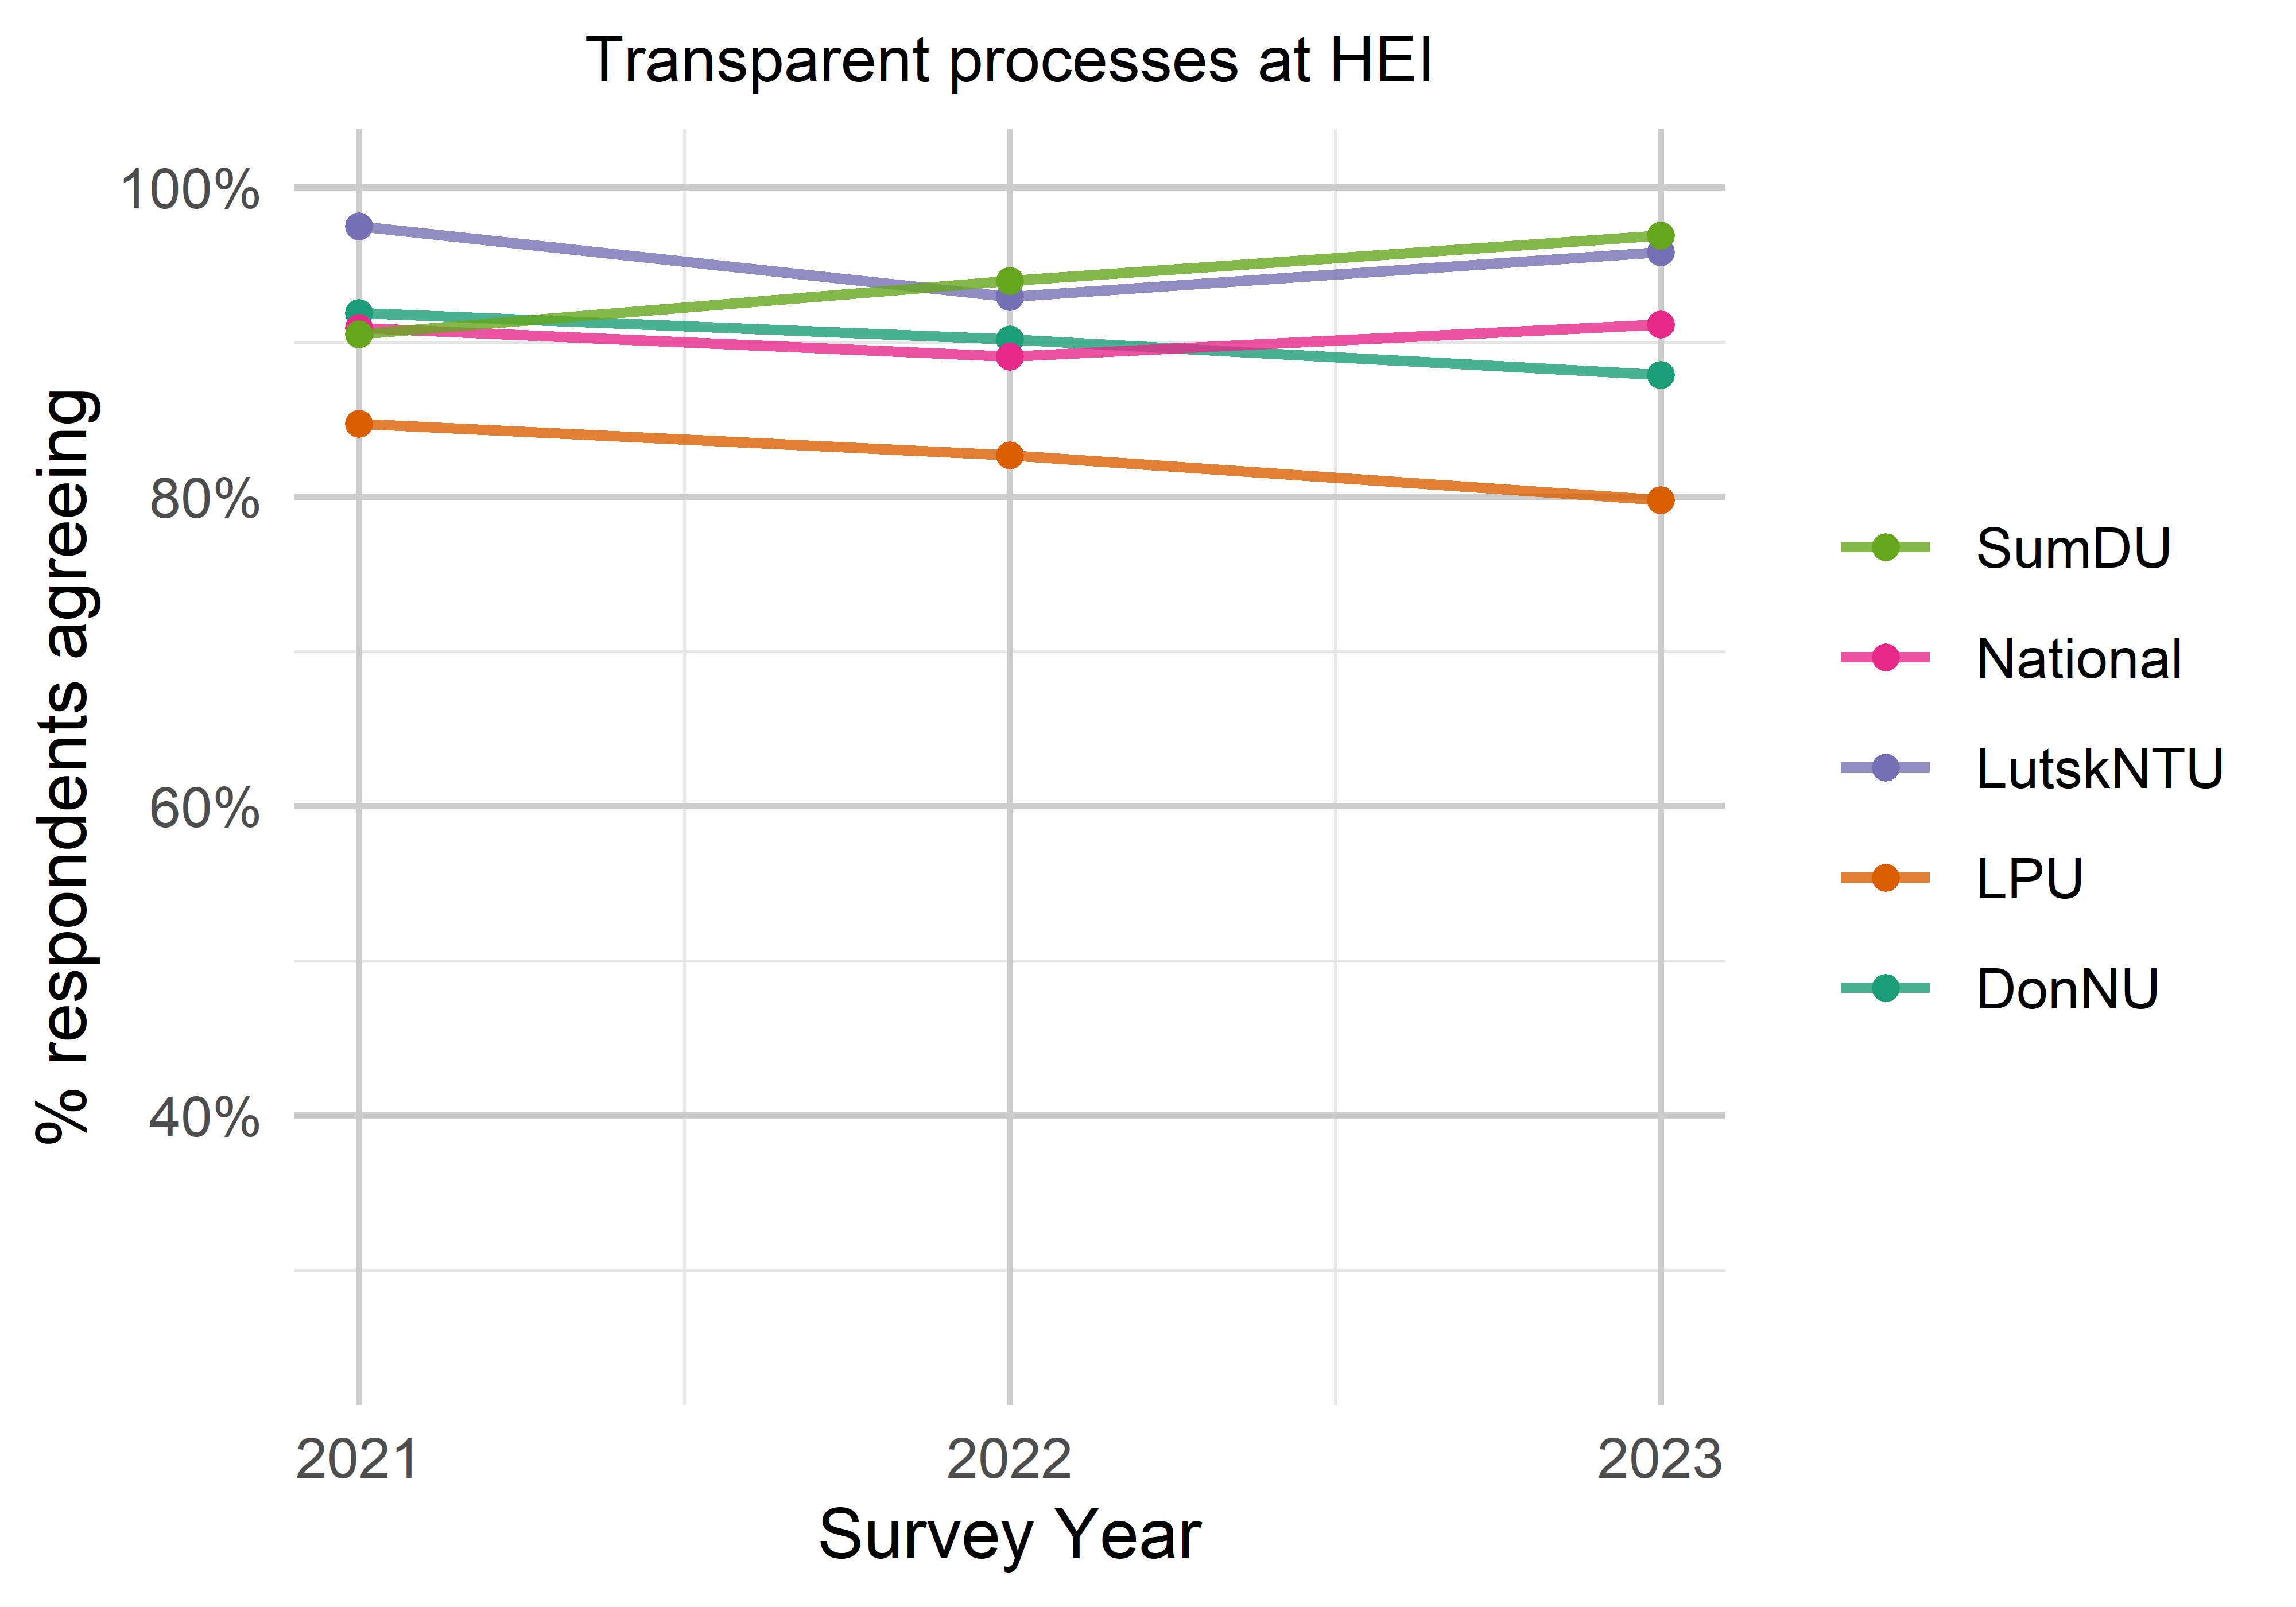 Transparent processes at HEI
100%
80%
60%
40%
% respondents agreeing
2021
2022
2023
Survey Year
SumDU
National
LutskNTU
LPU
DonNU